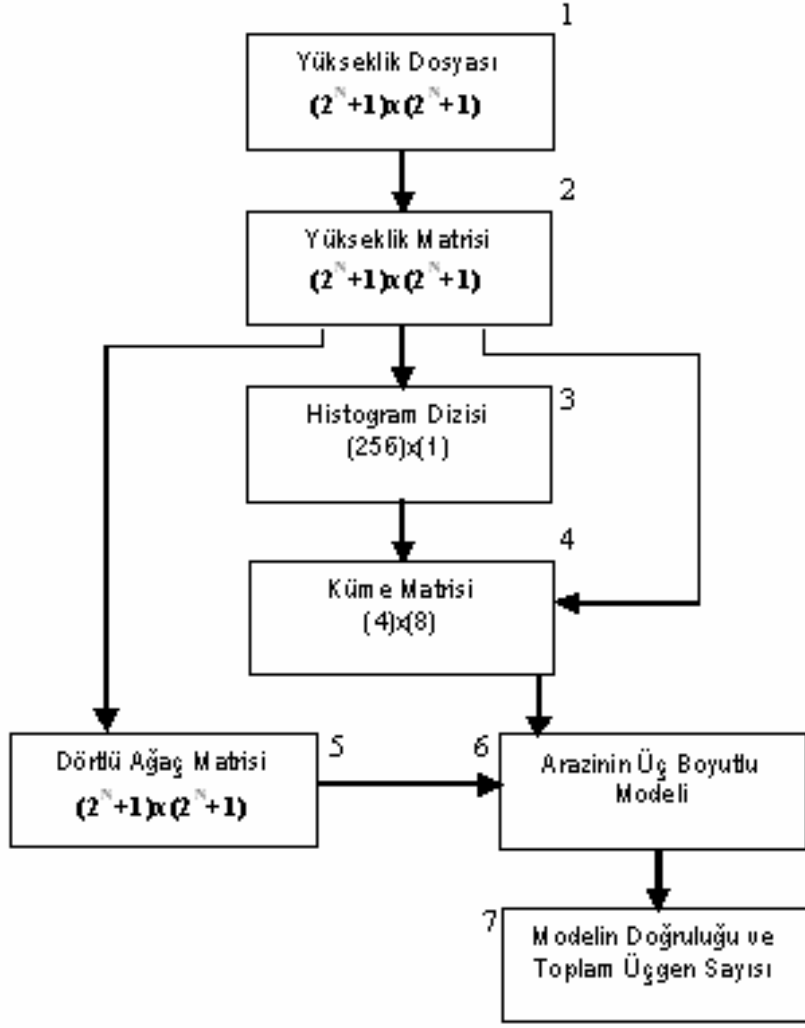 1
Yükseklik Dosyası
(2^N+1)x(2^N+1)
2
Yükseklik Matrisi
(2^N+1)x(2^N+1)
3
Histogram Dizisi
(256)x(1)
4
Küme Matrisi
(4)x(8)
5
Dörtlü Ağaç Matrisi
(2^N+1)x(2^N+1)
6
Arazinin Üç Boyutlu
Modeli
7
Modelin Doğruluğu ve
Toplam Üçgen Sayısı